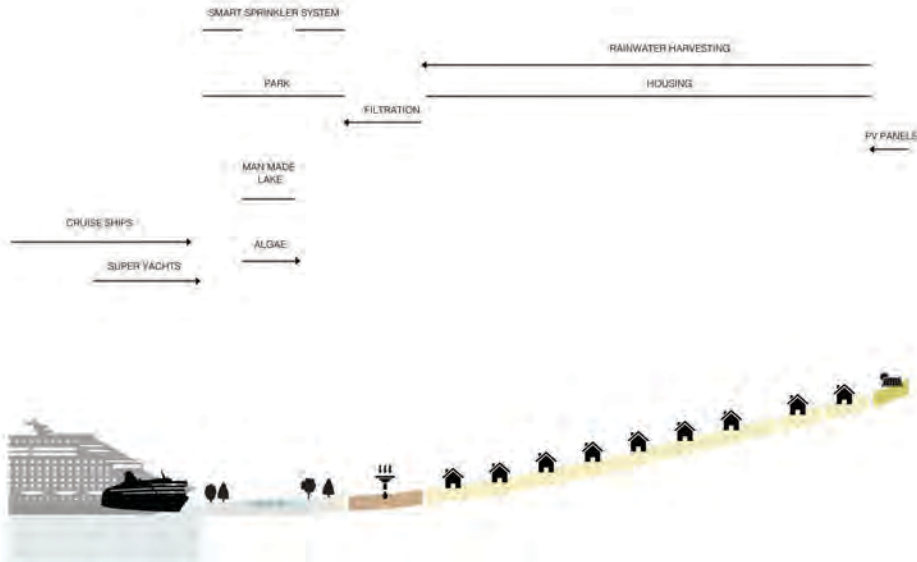 SMART SPRINKLER SYSTEM
RAINWATER HARVESTING
PARK
HOUSING
FILTRATION
PV PANELS
MAN MADE
LAKE
CRUISE SHIPS
ALGAE
SUPER YACHTS